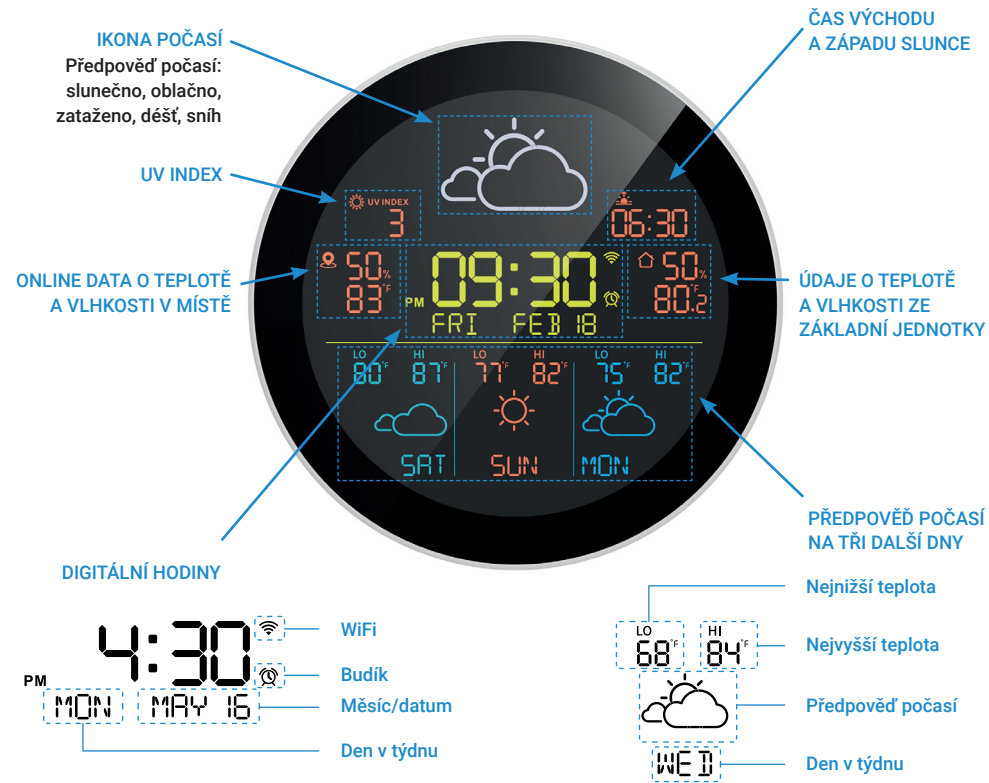 IKONA POČASÍ
Předpověď počasí:
slunečno, oblačno,
zataženo, déšť, sníh
ČAS VÝCHODU
A ZÁPADU SLUNCE
UV INDEX
UV INDEX
3
06:30
ONLINE DATA O TEPLOTĚ
A VLHKOSTI V MÍSTĚ
50%
83°F
PM
09:30
FRI FEB 18
50%
80.2°F
ÚDAJE O TEPLOTĚ
A VLHKOSTI ZE
ZÁKLADNÍ JEDNOTKY
LO HI LO HI LO HI
80°F 87°F 77°F 82°F 75°F 82°F
SAT SUN MON
PŘEDPOVĚĎ POČASÍ
NA TŘI DALŠÍ DNY
DIGITÁLNÍ HODINY
4:30
PM
MON MAY 16
WiFi
Budík
Měsíc/datum
Den v týdnu
Nejnižší teplota
LO HI
68°F 84°F
Nejvyšší teplota
Předpověď počasí
WED
Den v týdnu